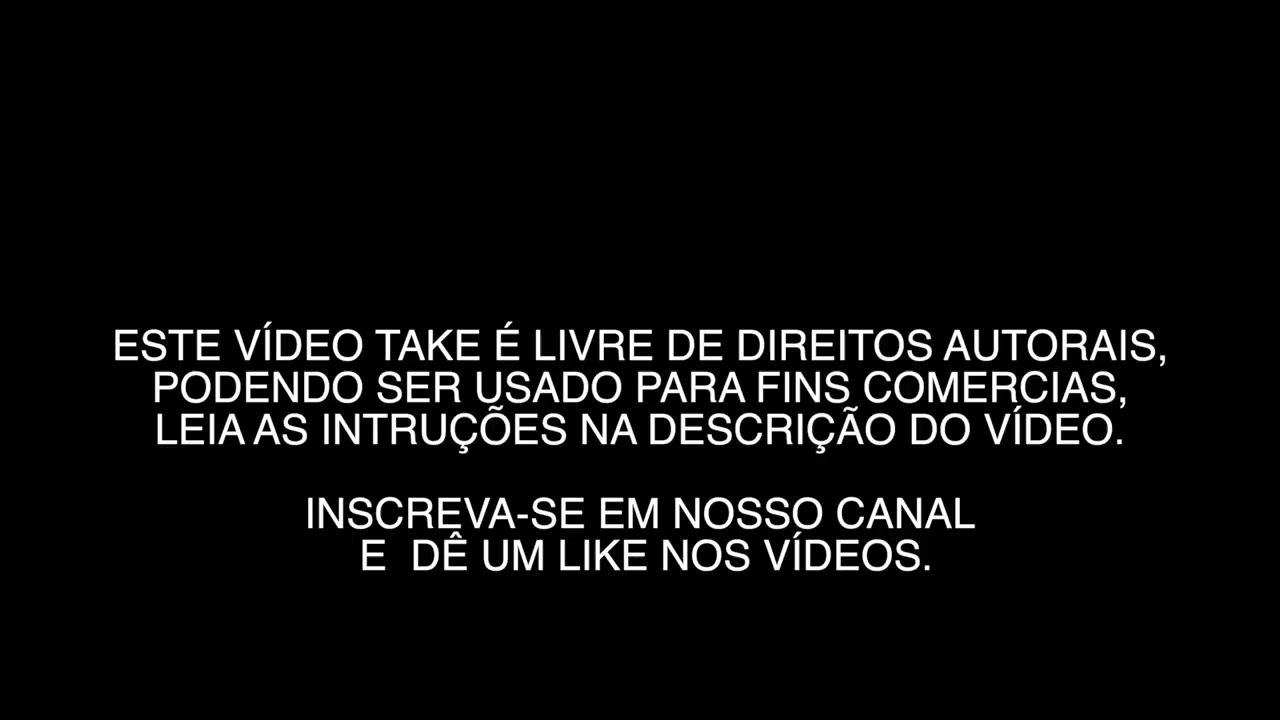 ESTE VÍDEO TAKE É LIVRE DE DIREITOS AUTORAIS,
PODENDO SER USADO PARA FINS COMERCIAS,
LEIA AS INTRUÇÕES NA DESCRIÇÃO DO VÍDEO.
INSCREVA-SE EM NOSSO CANAL
E  DÊ UM LIKE NOS VÍDEOS.